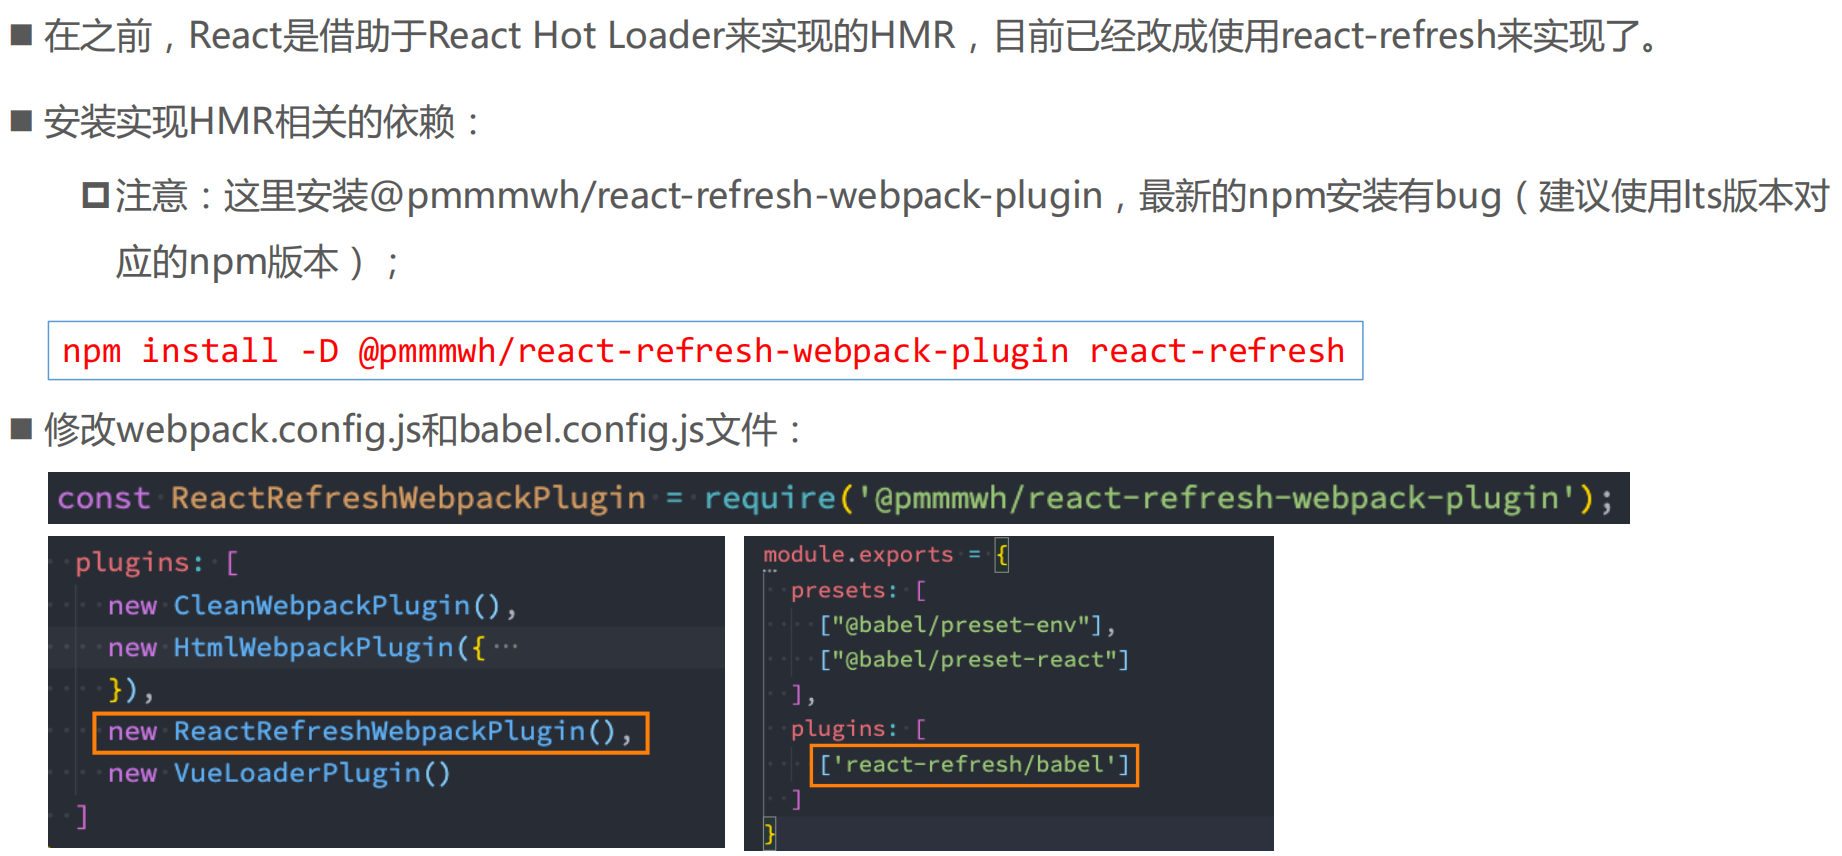 ■ 在之前，React是借助于React Hot Loader来实现的HMR，目前已经改成使用react-refresh来实现了。
■ 安装实现HMR相关的依赖：
注意：这里安装@pmmmwh/react-refresh-webpack-plugin，最新的npm安装有bug（建议使用lts版本对
应的npm版本）；
npm install -D @pmmmwh/react-refresh-webpack-plugin react-refresh
■ 修改webpack.config.js和babel.config.js文件：
const ReactRefreshWebpackPlugin = require('@pmmmwh/react-refresh-webpack-plugin');
plugins: [
new CleanWebpackPlugin(),
new HtmlWebpackPlugin({ ···
}),
new ReactRefreshWebpackPlugin(),
new VueLoaderPlugin()
]
module.exports = {
presets: [
["@babel/preset-env"],
["@babel/preset-react"]
],
plugins: [
['react-refresh/babel']
]
}